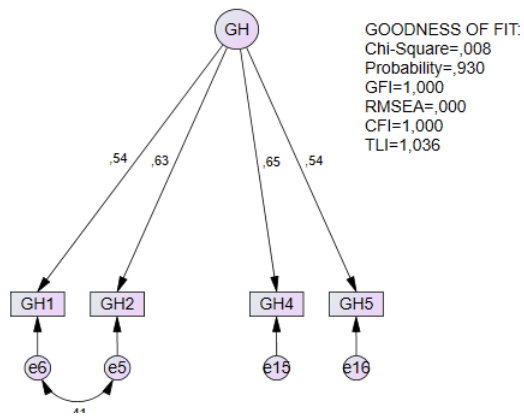 GH
GOODNESS OF FIT:
Chi-Square=,008
Probability=,930
GFI=1,000
RMSEA=,000
CFI=1,000
TLI=1,036
,54 ,63 ,65 ,54
GH1 GH2 GH4 GH5
e6 e5 e15 e16